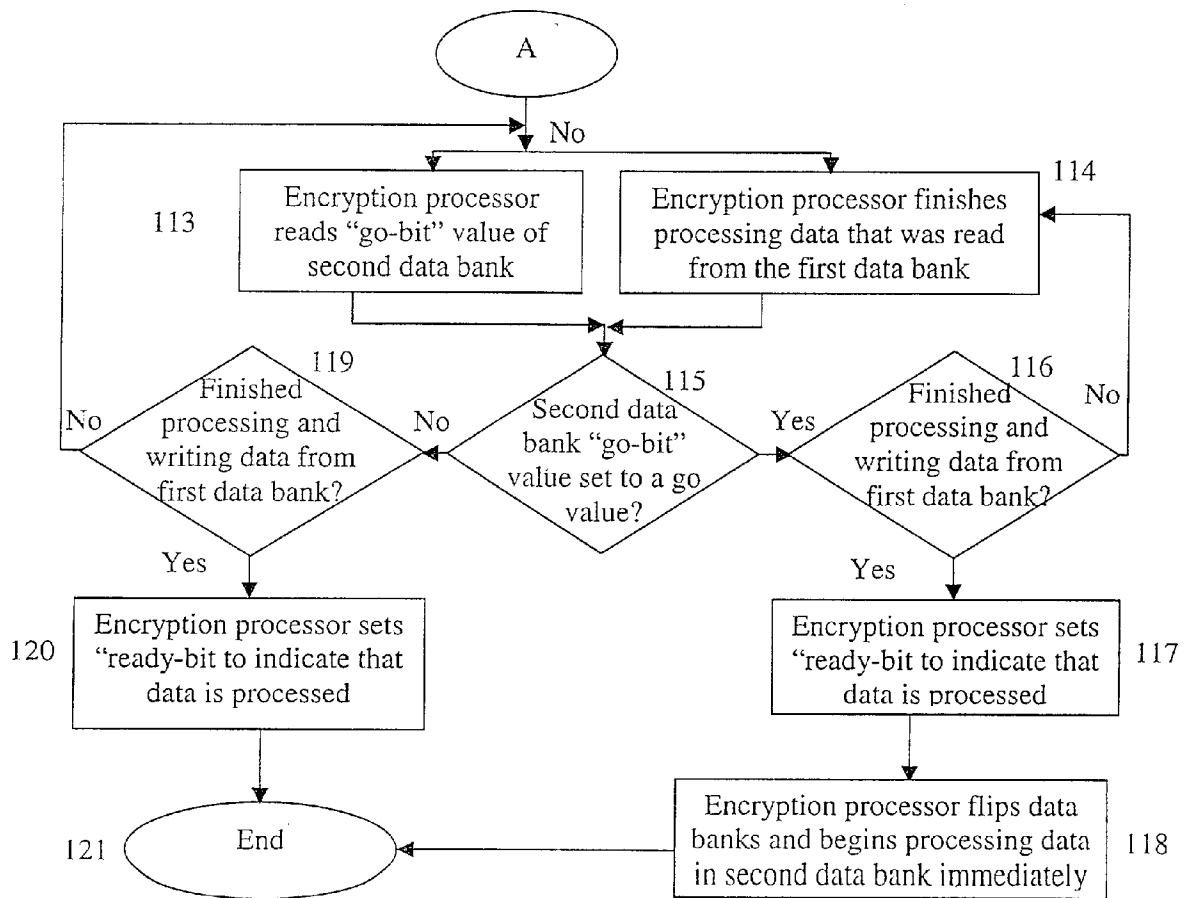 A
No
113
Encryption processor
reads “go-bit” value of
second data bank
114
Encryption processor finishes
processing data that was read
from the first data bank
119
Finished
processing and
writing data from
first data bank?
No
Yes
No
115
Second data
bank “go-bit”
value set to a go
value?
Yes
116
Finished
processing and
writing data from
first data bank?
No
Yes
120
Encryption processor sets
“ready-bit to indicate that
data is processed
Encryption processor sets
“ready-bit to indicate that
data is processed
117
121
End
Encryption processor flips data
banks and begins processing data
in second data bank immediately
118